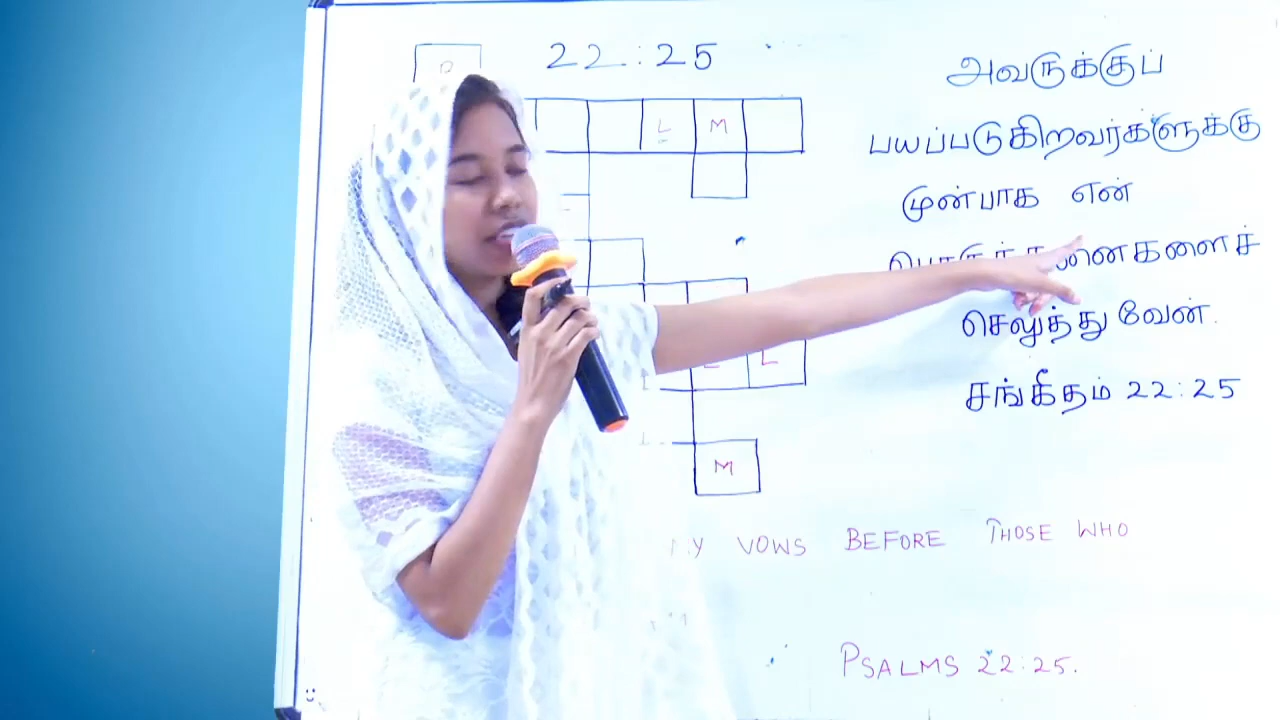 22:25
L M
அவருக்குப்
பயப்படுகிறவர்களுக்கு
முன்பாக என்
செலுத்துவேன்.
சங்கீதம் 22:25
L
M
VOWS BEFORE THOSE WHO
PSALMS 22:25.